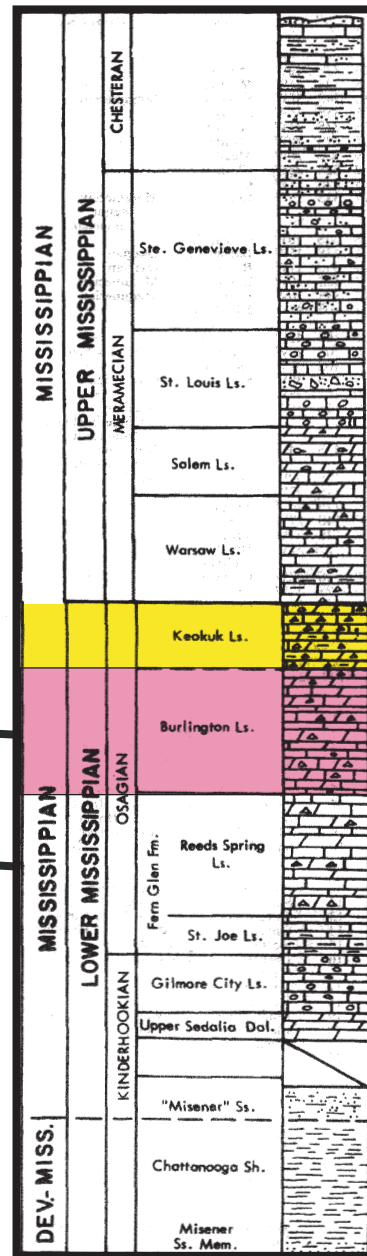 MISSISSIPPIAN
UPPER MISSISSIPPIAN
CHESTERAN
MERAMECIAN
Ste. Genevieve Ls.
St. Louis Ls.
Salem Ls.
Warsaw Ls.
MISSISSIPPIAN
LOWER MISSISSIPPIAN
OSAGIAN
Keokuk Ls.
Burlington Ls.
Fern Glen Fm.
Reeds Spring
Ls.
St. Joe Ls.
KINDERHOOKIAN
Gilmore City Ls.
Upper Sedalia Dol.
"Misener" Ss.
DEV.-MISS.
Chattanooga Sh.
Misener
Ss. Mem.